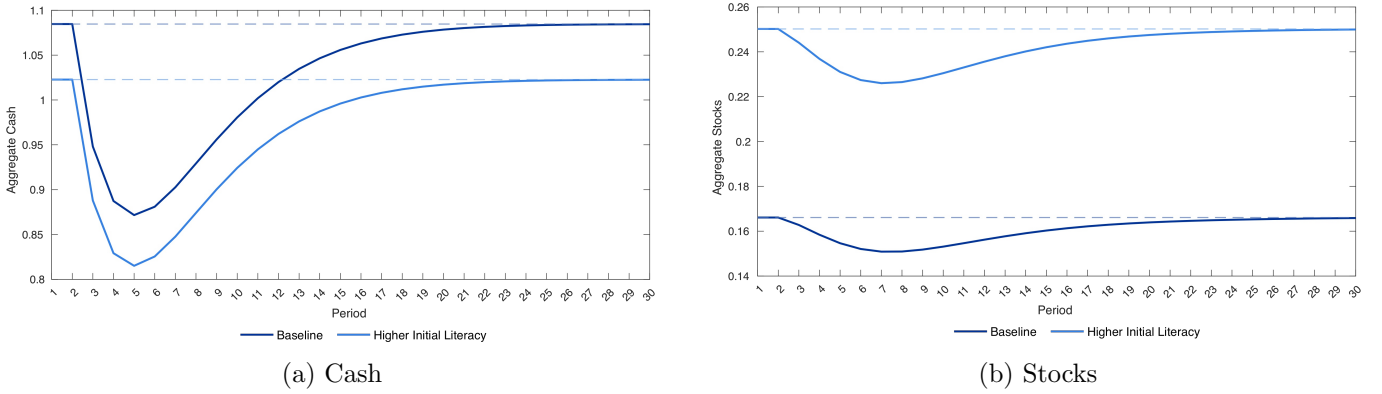 Aggregate Cash
1.1
1.05
1
0.95
0.9
0.85
0.8
1 2 3 4 5 6 7 8 9 10 11 12 13 14 15 16 17 18 19 20 21 22 23 24 25 26 27 28 29 30
Period
Baseline Higher Initial Literacy
(a) Cash
Aggregate Stocks
0.26
0.24
0.22
0.2
0.18
0.16
0.14
1 2 3 4 5 6 7 8 9 10 11 12 13 14 15 16 17 18 19 20 21 22 23 24 25 26 27 28 29 30
Period
Baseline Higher Initial Literacy
(b) Stocks